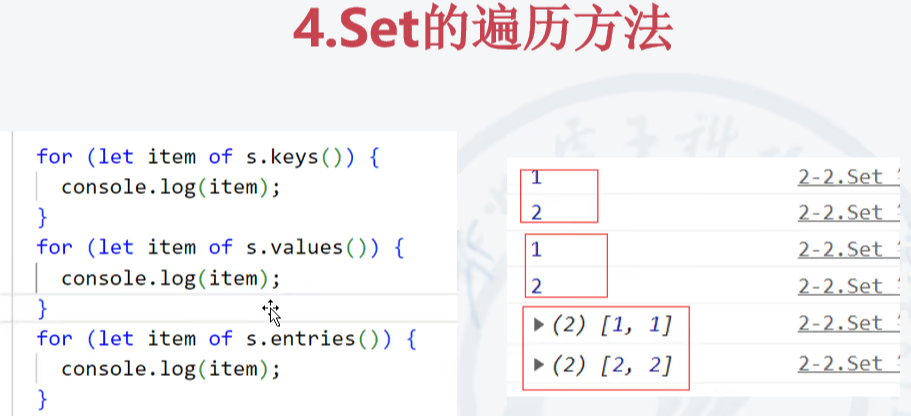 4.Set的遍历方法
for (let item of s.keys()) {
console.log(item);
}
for (let item of s.values()) {
console.log(item);
}
for (let item of s.entries()) {
console.log(item);
}
1 2-2.Set
2 2-2.Set
1 2-2.Set
2 2-2.Set
▶(2) [1, 1] 2-2.Set
▶(2) [2, 2] 2-2.Set